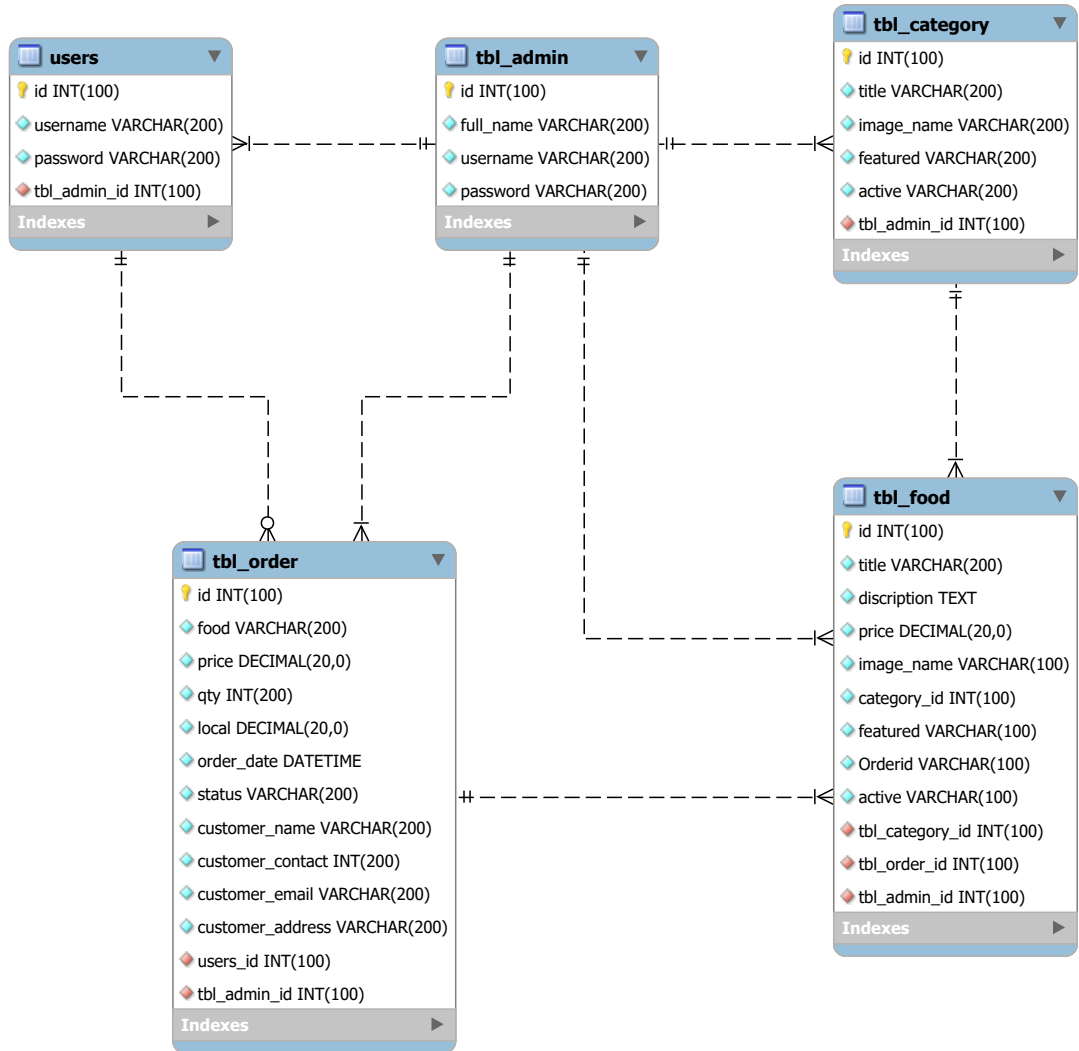 users
id INT(100)
username VARCHAR(200)
password VARCHAR(200)
tbl_admin_id INT(100)
Indexes
tbl_admin
id INT(100)
full_name VARCHAR(200)
username VARCHAR(200)
password VARCHAR(200)
Indexes
tbl_category
id INT(100)
title VARCHAR(200)
image_name VARCHAR(200)
featured VARCHAR(200)
active VARCHAR(200)
tbl_admin_id INT(100)
Indexes
tbl_order
id INT(100)
food VARCHAR(200)
price DECIMAL(20,0)
qty INT(200)
local DECIMAL(20,0)
order_date DATETIME
status VARCHAR(200)
customer_name VARCHAR(200)
customer_contact INT(200)
customer_email VARCHAR(200)
customer_address VARCHAR(200)
users_id INT(100)
tbl_admin_id INT(100)
Indexes
tbl_food
id INT(100)
title VARCHAR(200)
discription TEXT
price DECIMAL(20,0)
image_name VARCHAR(100)
category_id INT(100)
featured VARCHAR(100)
Orderid VARCHAR(100)
active VARCHAR(100)
tbl_category_id INT(100)
tbl_order_id INT(100)
tbl_admin_id INT(100)
Indexes